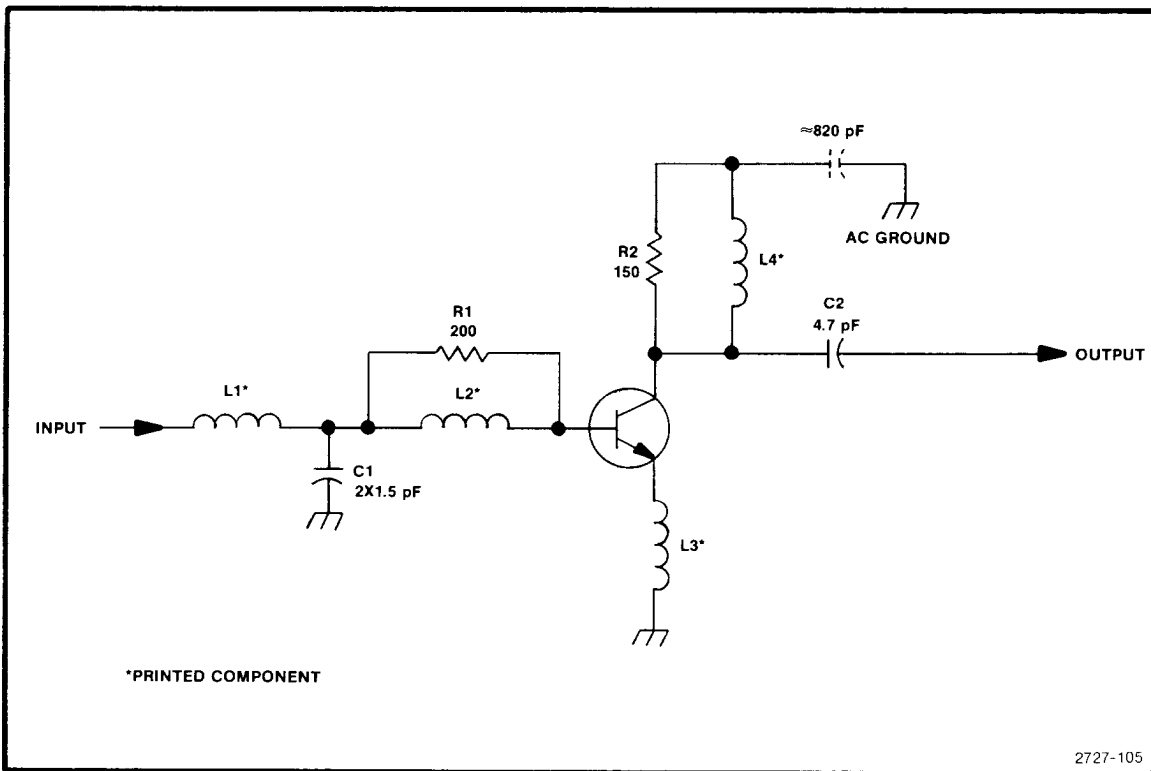 ≈820 pF
AC GROUND
R2
150
L4*
C2
4.7 pF
OUTPUT
R1
200
L1*
L2*
INPUT
C1
2X1.5 pF
L3*
*PRINTED COMPONENT
2727-105